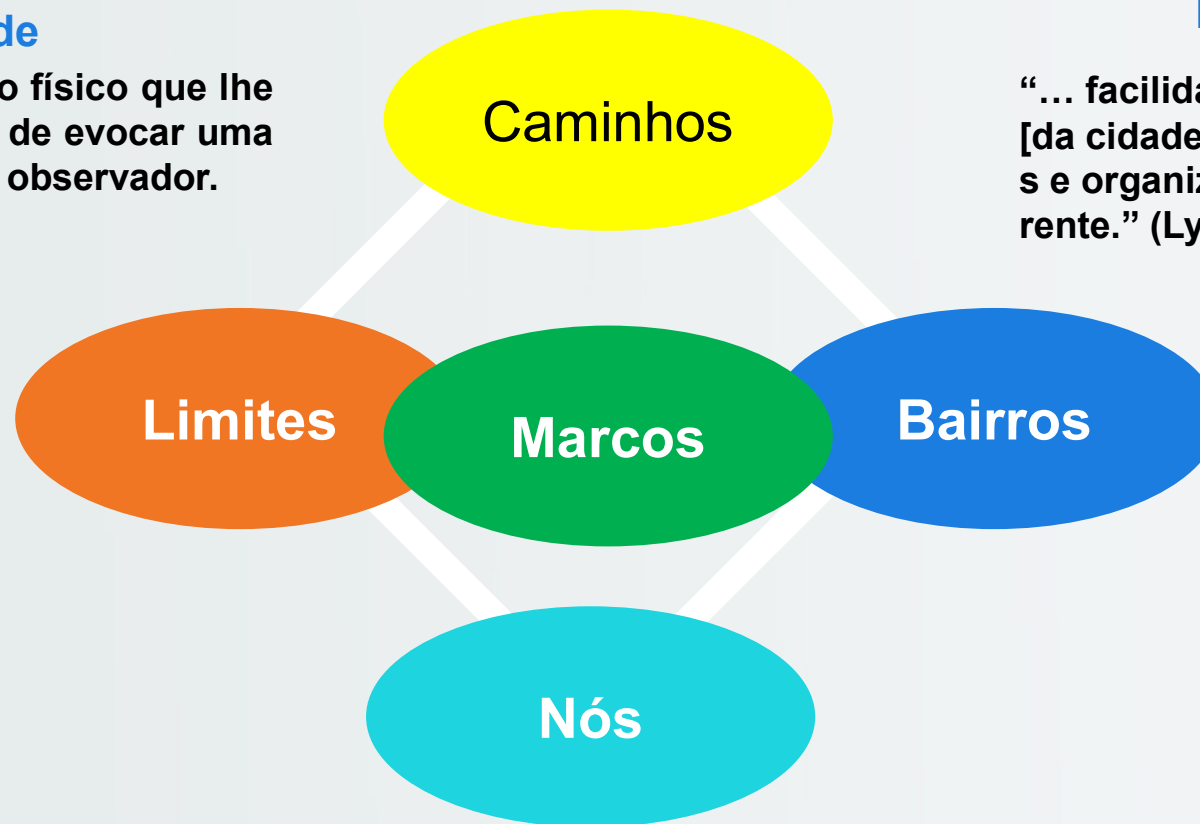 de
o físico que lhe
de evocar uma
observador.
“… facilida
[da cidade
s e organiz
rente.” (Ly
Caminhos
Limites
Marcos
Bairros
Nós